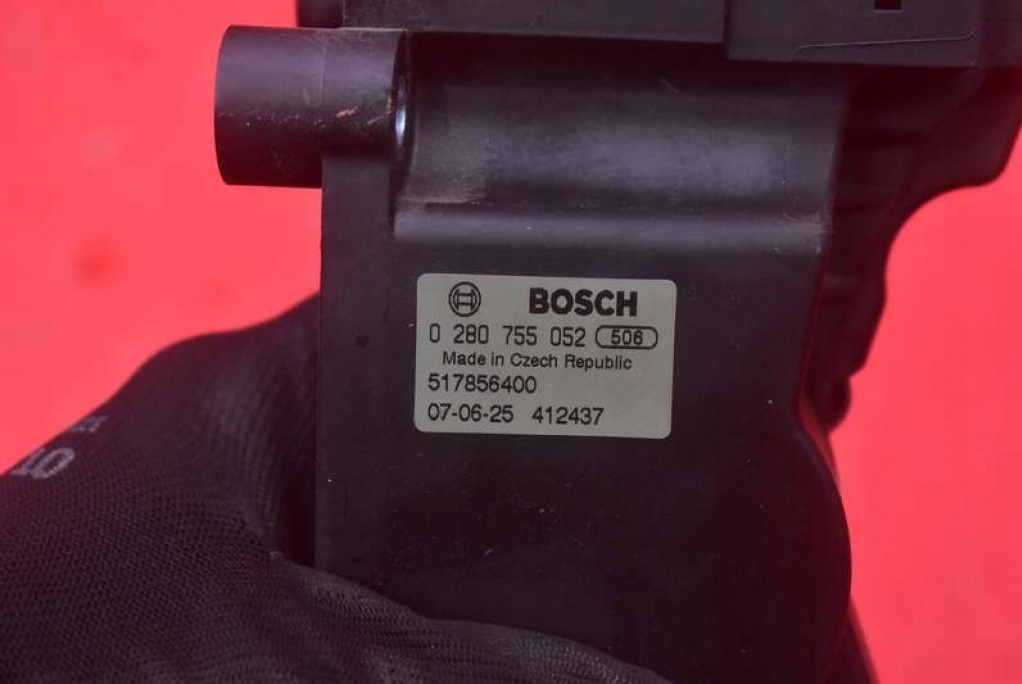 BOSCH
0 280 755 052 506
Made in Czech Republic
517856400
07-06-25 412437